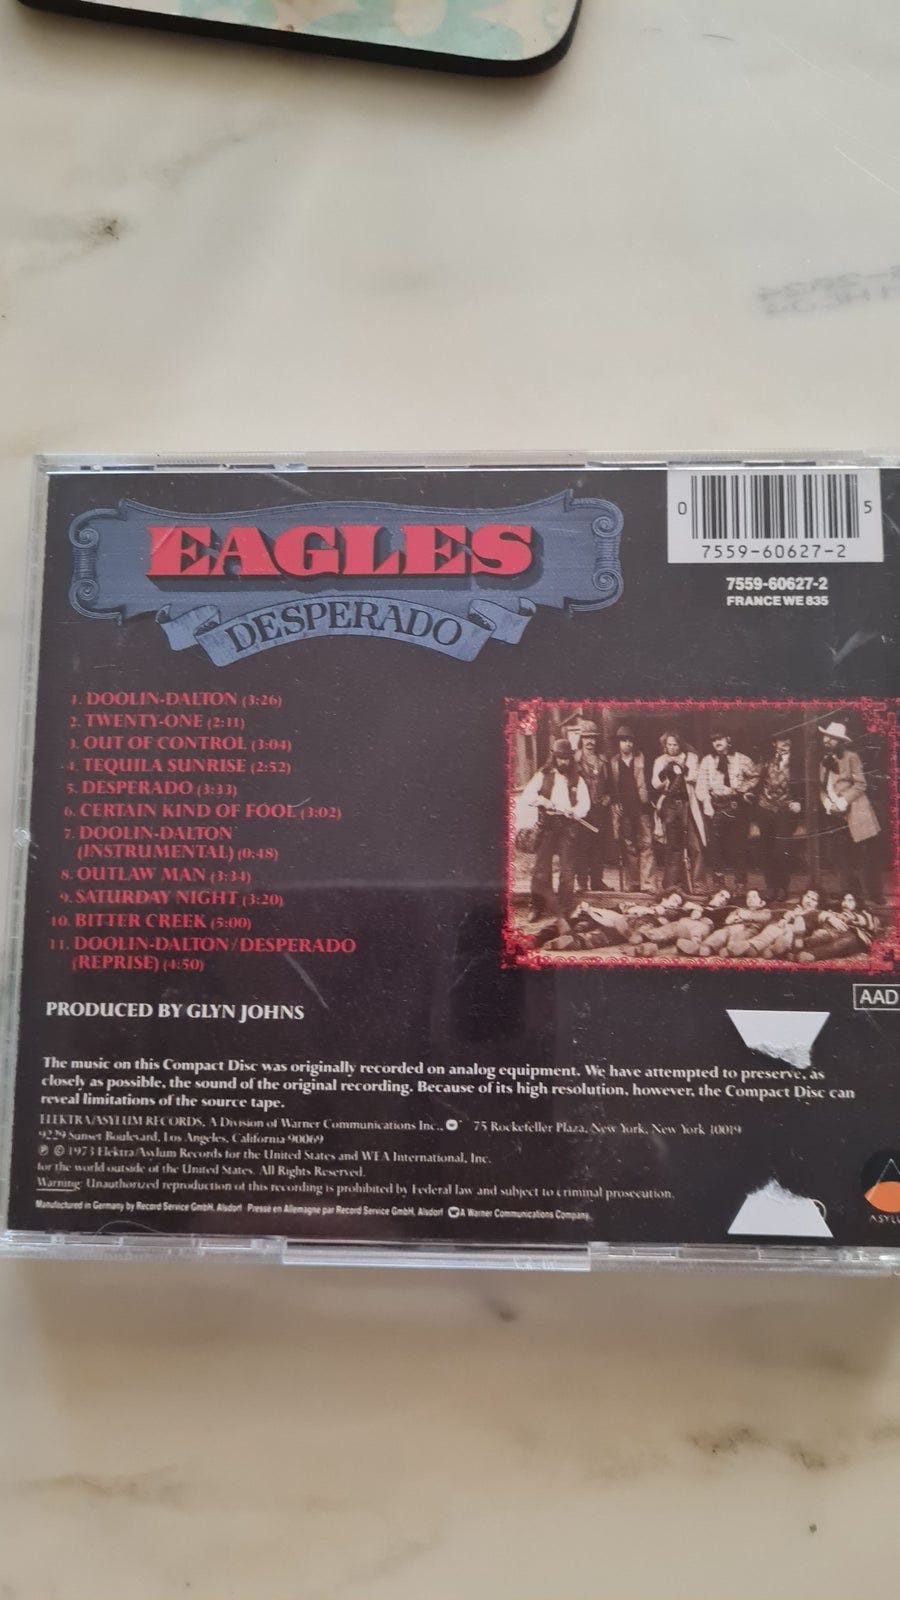 EAGLES
DESPERADO
0 5
7559-60627-2
7559-60627-2
FRANCE WE 835
1. DOOLIN-DALTON (3:26)
2. TWENTY-ONE (2:11)
3. OUT OF CONTROL (3:04)
4. TEQUILA SUNRISE (2:52)
5. DESPERADO (3:33)
6. CERTAIN KIND OF FOOL (3:02)
7. DOOLIN-DALTON
(INSTRUMENTAL) (0:48)
8. OUTLAW MAN (3:34)
9. SATURDAY NIGHT (3:20)
10. BITTER CREEK (5:00)
11. DOOLIN-DALTON/DESPERADO
(REPRISE) (4:50)
AAD
PRODUCED BY GLYN JOHNS
The music on this Compact Disc was originally recorded on analog equipment. We have attempted to preserve, as
closely as possible, the sound of the original recording. Because of its high resolution, however, the Compact Disc can
reveal limitations of the source tape.
ELEKTRA/ASYLUM RECORDS, A Division of Warner Communications Inc., 75 Rockefeller Plaza, New York, New York 10019
9229 Sunset Boulevard, Los Angeles, California 90069
℗ © 1973 Elektra/Asylum Records for the United States and WEA International, Inc.
for the world outside of the United States. All Rights Reserved.
Warning: Unauthorized reproduction of this recording is prohibited by Federal law and subject to criminal prosecution.
Manufactured in Germany by Record Service GmbH, Alsdorf Presse en Allemagne par Record Service GmbH, Alsdorf A Warner Communications Company
ASYLU